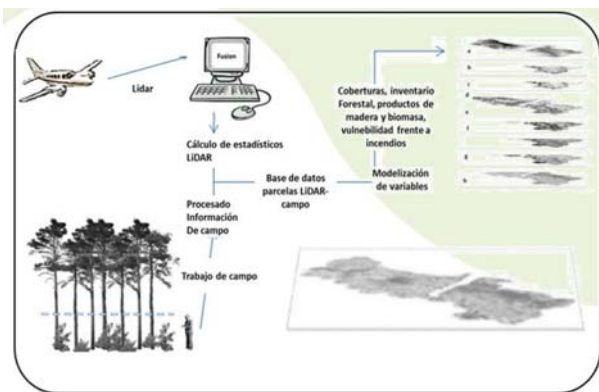 Lidar
Fusion
Cálculo de estadísticos
LiDAR
Procesado
Información
De campo
Trabajo de campo
Base de datos
parcelas LiDAR-
campo
Coberturas, inventario
Forestal, productos de
madera y biomasa,
vulnebilidad frente a
incendios
Modelización
de variables
a
b
c
d
e
f